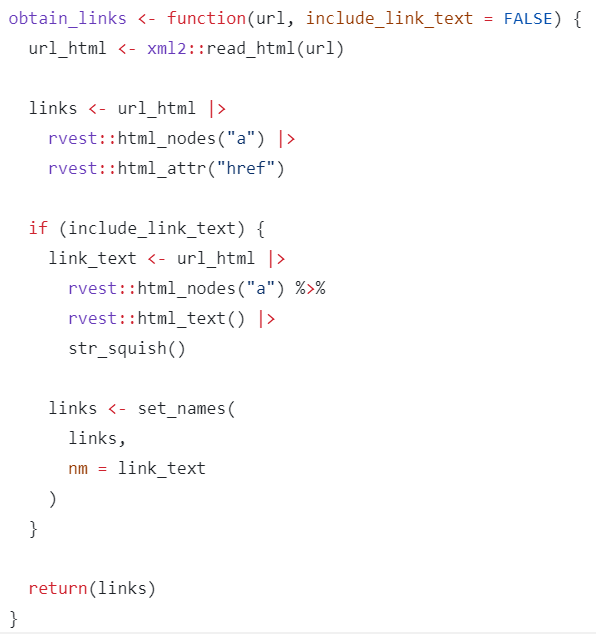 obtain_links <- function(url, include_link_text = FALSE) {
  url_html <- xml2::read_html(url)

  links <- url_html |>
    rvest::html_nodes("a") |>
    rvest::html_attr("href")

  if (include_link_text) {
    link_text <- url_html |>
      rvest::html_nodes("a") %>%
      rvest::html_text() |>
      str_squish()

    links <- set_names(
      links,
      nm = link_text
    )
  }

  return(links)
}